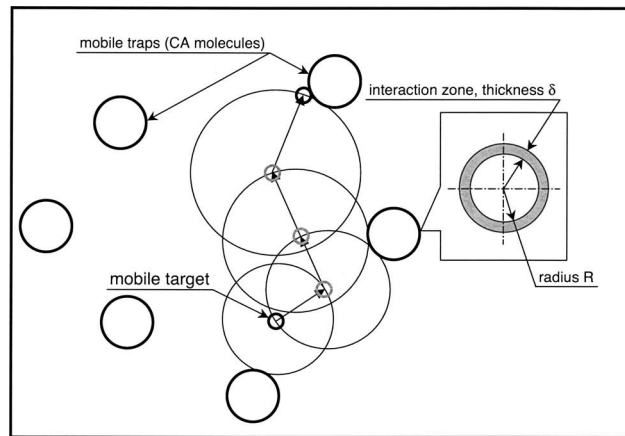 mobile traps (CA molecules)
interaction zone, thickness δ
mobile target
radius R